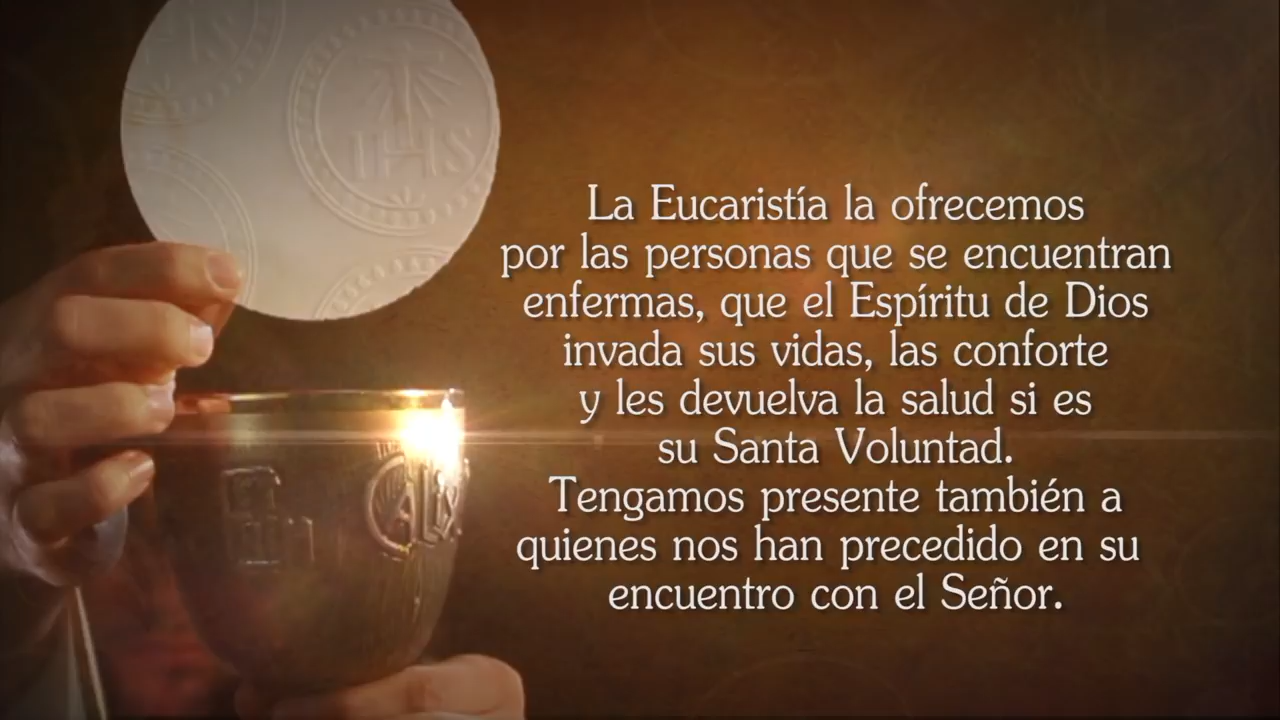 IHS
La Eucaristía la ofrecemos
por las personas que se encuentran
enfermas, que el Espíritu de Dios
invada sus vidas, las conforte
y les devuelva la salud si es
su Santa Voluntad.
Tengamos presente también a
quienes nos han precedido en su
encuentro con el Señor.